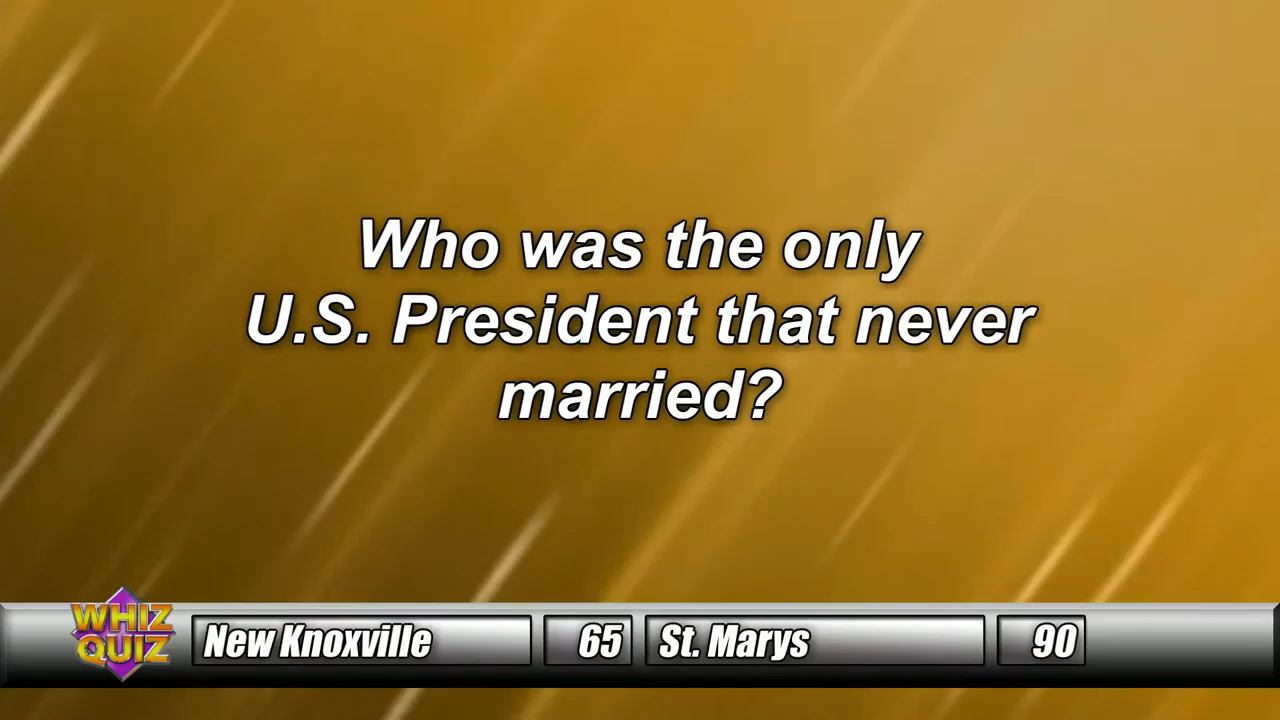 Who was the only
U.S. President that never
married?
WHIZ
QUIZ
New Knoxville 65 St. Marys 90